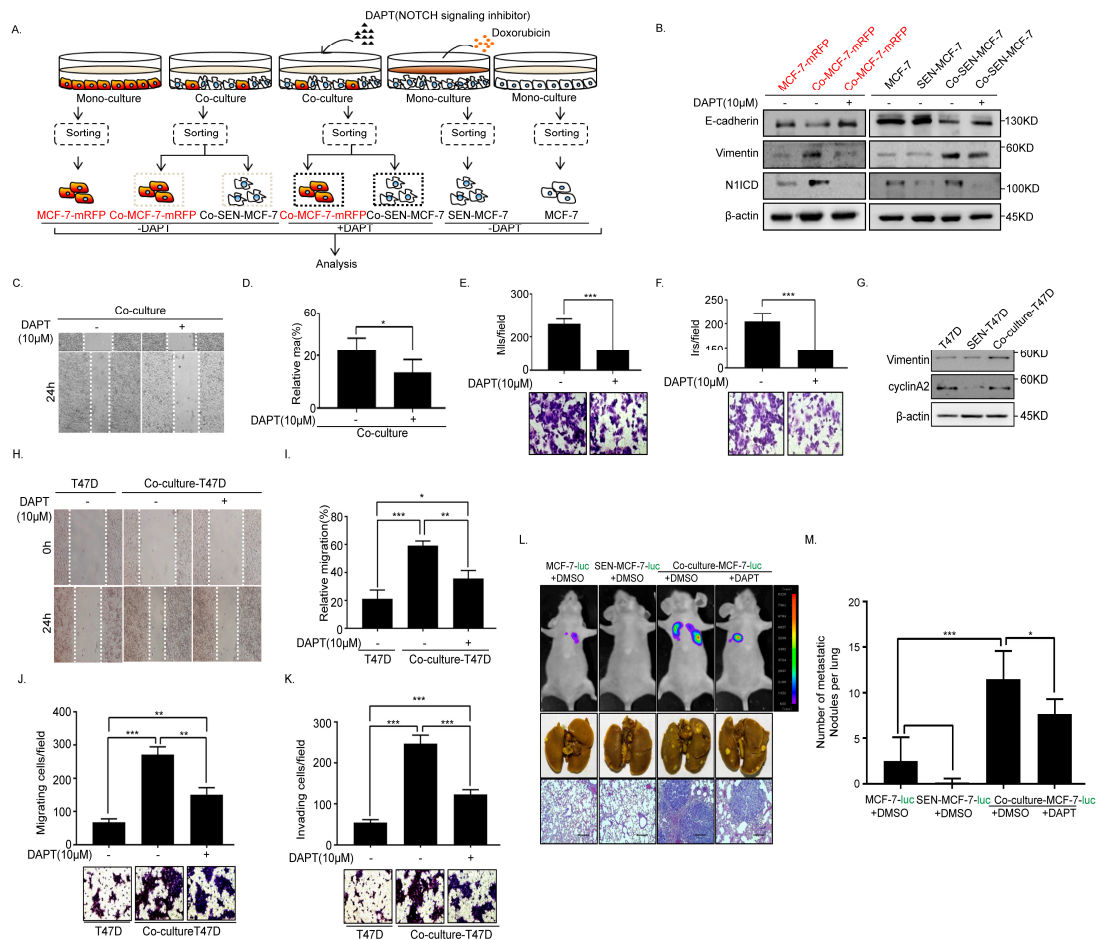 A.
DAPT(NOTCH signaling inhibitor)
Doxorubicin
Mono-culture Co-culture Co-culture Mono-culture Mono-culture
Sorting Sorting Sorting Sorting Sorting
MCF-7-mRFP Co-MCF-7-mRFP Co-SEN-MCF-7 Co-MCF-7-mRFP Co-SEN-MCF-7 SEN-MCF-7 MCF-7
-DAPT +DAPT -DAPT
Analysis
B.
MCF-7-mRFP Co-MCF-7-mRFP Co-MCF-7-mRFP MCF-7 SEN-MCF-7 Co-SEN-MCF-7 Co-SEN-MCF-7
DAPT(10μM) - - + - - - +
E-cadherin 130KD
Vimentin 60KD
N1ICD 100KD
β-actin 45KD
C.
Co-culture
DAPT - +
(10μM)
24h
D.
Relative ma(%)
60
20
0
*
DAPT(10μM) - +
Co-culture
E.
NIs/field
300
200
0
***
DAPT(10μM) - +
F.
Irs/field
250
200
150
0
***
DAPT(10μM) - +
G.
T47D SEN-T47D Co-culture-T47D
Vimentin 60KD
cyclinA2 60KD
β-actin 45KD
H.
T47D Co-culture-T47D
DAPT - - +
(10μM)
0h
24h
I.
Relative migration(%)
80
60
40
20
0
*
*** **
DAPT(10μM) - - +
T47D Co-culture-T47D
J.
Migrating cells/field
400
300
200
100
0
**
*** **
DAPT(10μM) - - +
T47D Co-cultureT47D
K.
Invading cells/field
300
200
100
0
***
*** ***
DAPT(10μM) - - +
T47D Co-culture-T47D
L.
MCF-7-luc SEN-MCF-7-luc Co-culture-MCF-7-luc
+DMSO +DMSO +DMSO +DAPT
M.
Number of metastatic
Nodules per lung
20
15
10
5
0
*** *
MCF-7-luc SEN-MCF-7-luc Co-culture-MCF-7-luc
+DMSO +DMSO +DMSO +DAPT